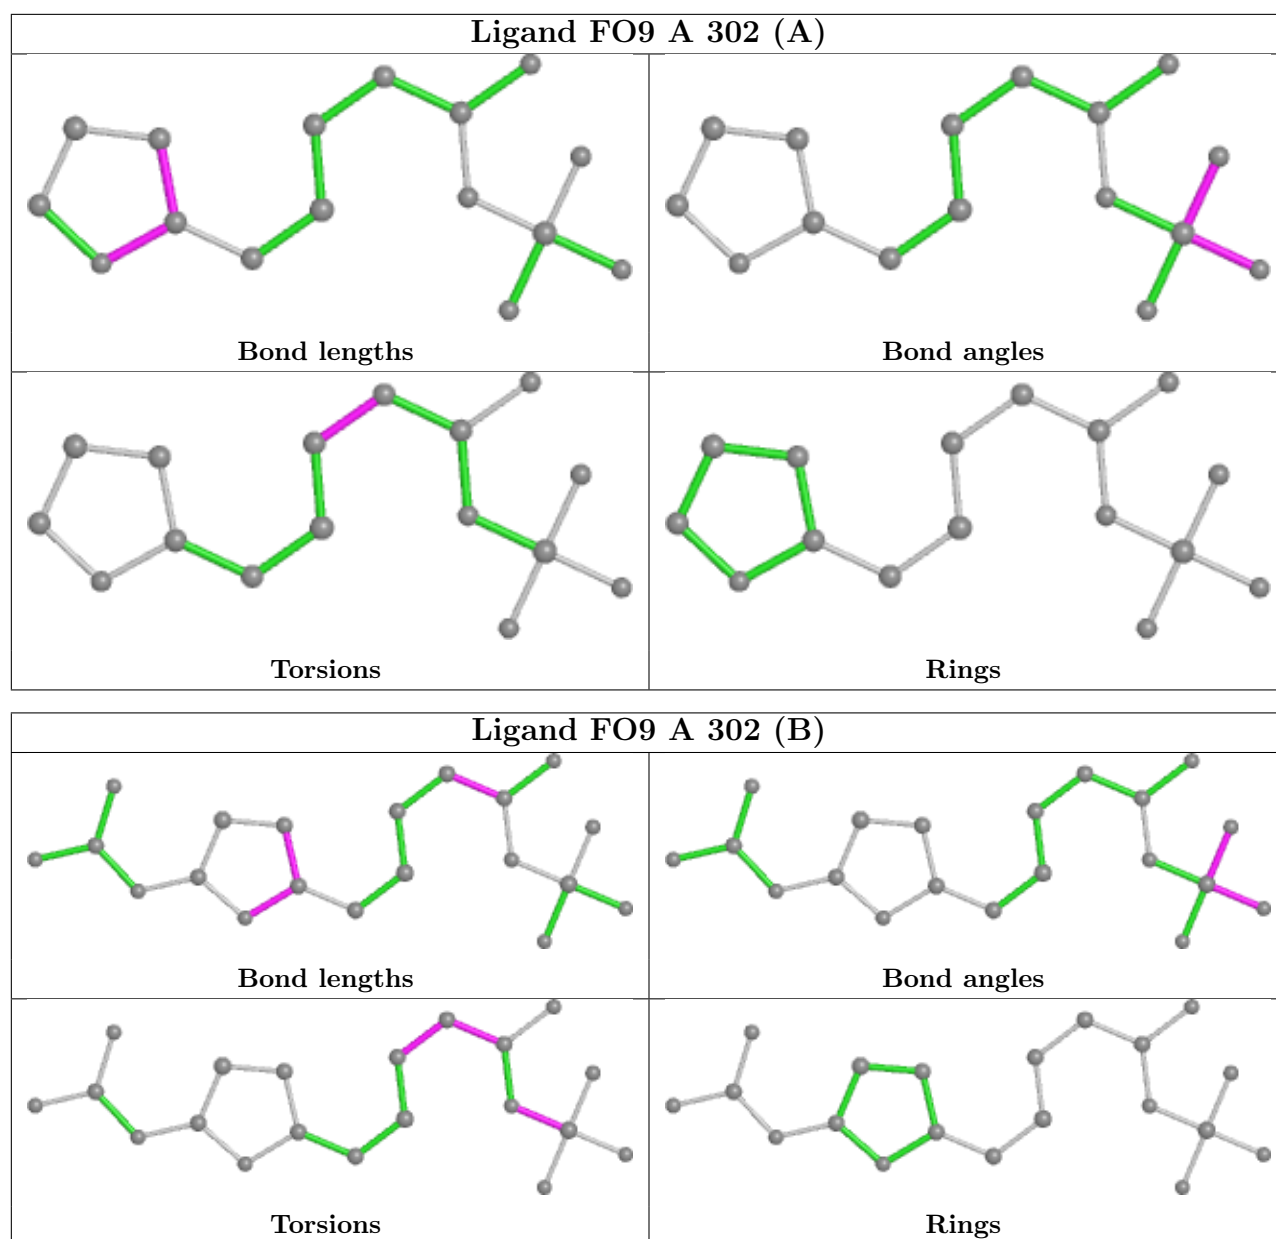 Ligand FO9 A 302 (A)
Bond lengths
Bond angles
Torsions
Rings
Ligand FO9 A 302 (B)
Bond lengths
Bond angles
Torsions
Rings